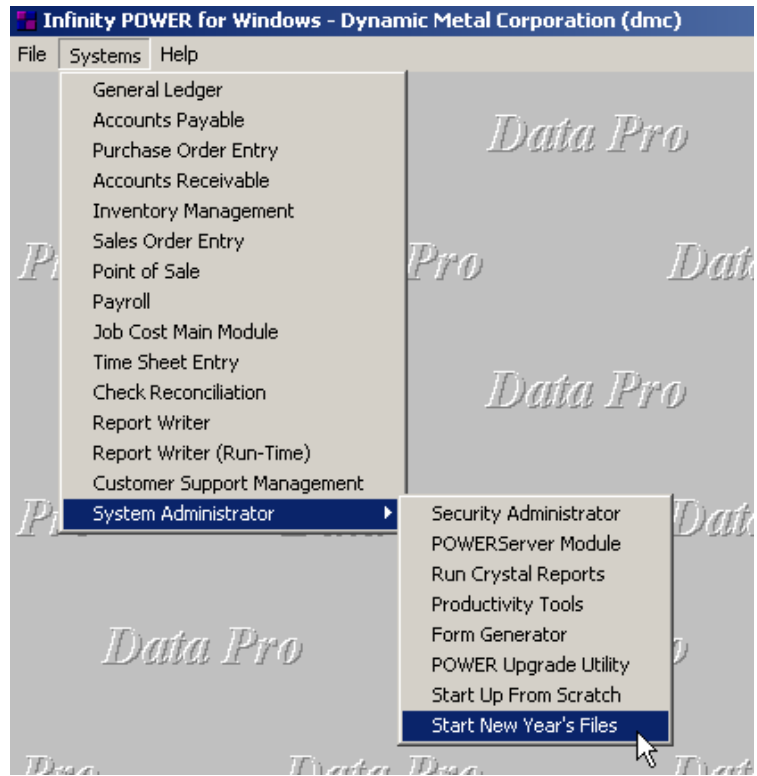 Infinity POWER for Windows - Dynamic Metal Corporation (dmc)
File Systems Help
General Ledger
Accounts Payable
Purchase Order Entry
Accounts Receivable
Inventory Management
Sales Order Entry
Point of Sale
Payroll
Job Cost Main Module
Time Sheet Entry
Check Reconciliation
Report Writer
Report Writer (Run-Time)
Customer Support Management
System Administrator
Security Administrator
POWERServer Module
Run Crystal Reports
Productivity Tools
Form Generator
POWER Upgrade Utility
Start Up From Scratch
Start New Year's Files
Data Pro
Pro
Data Pro
Data Pro